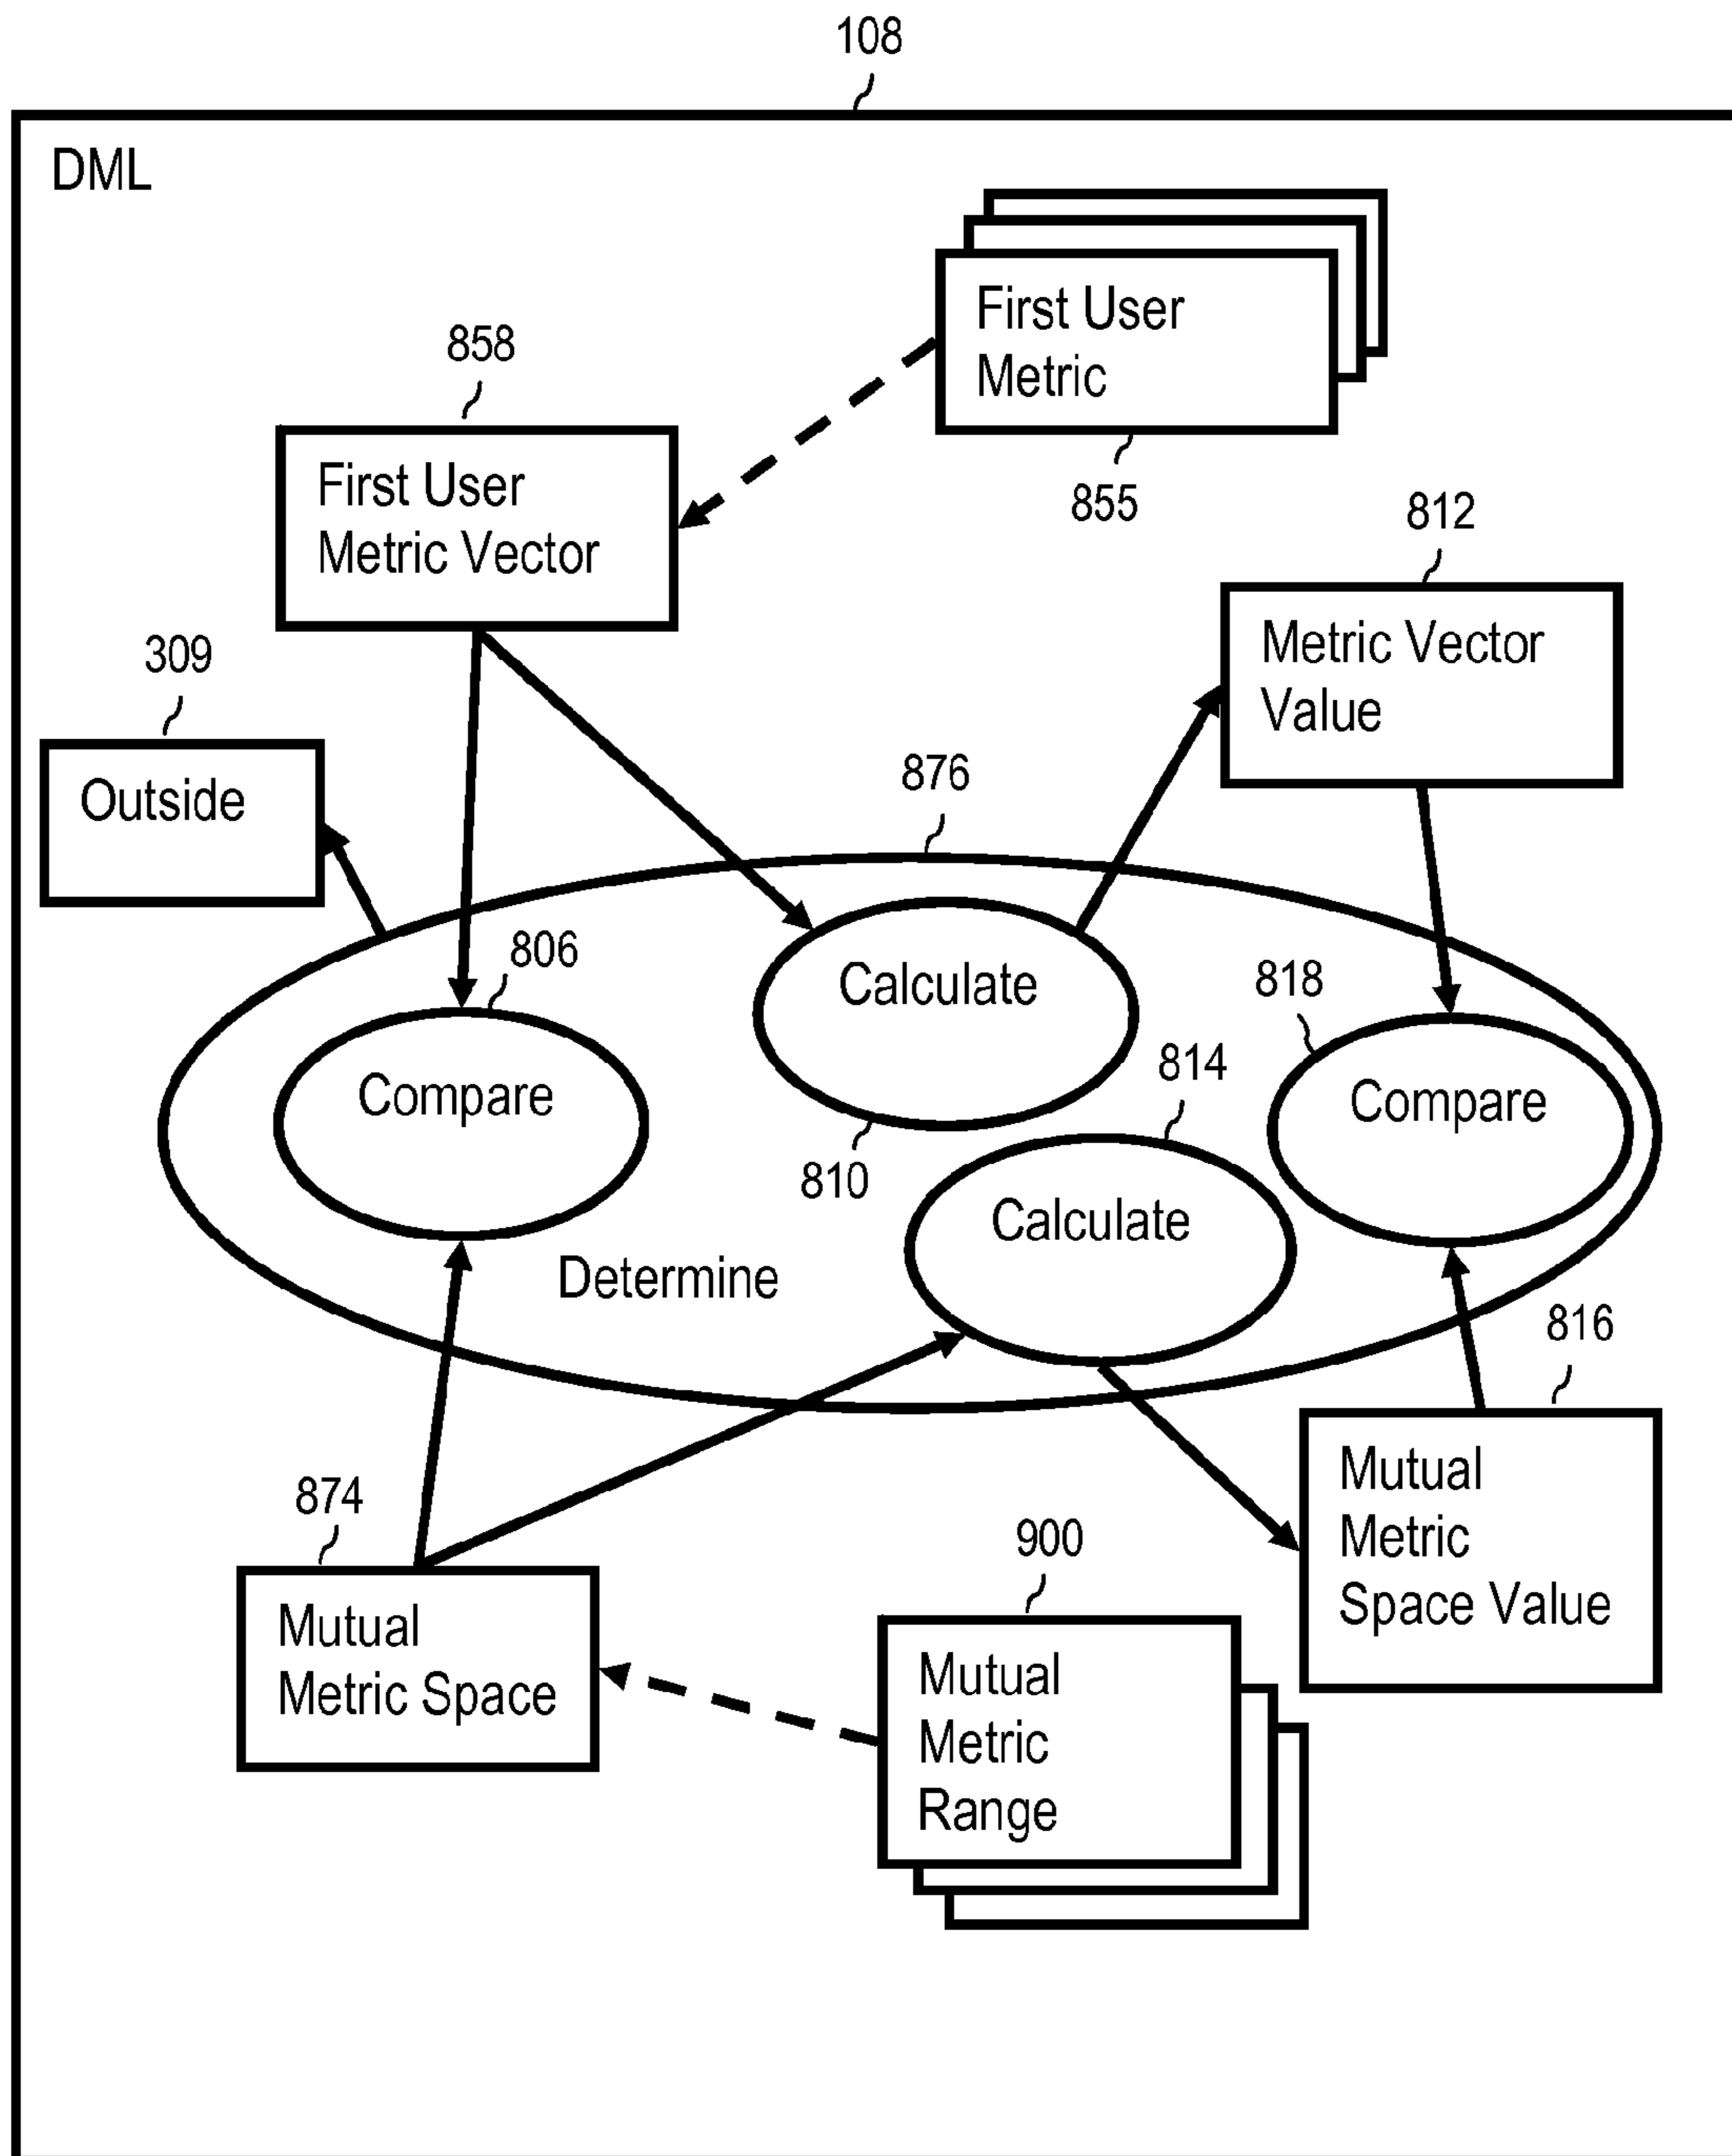 108
DML
First User
Metric
855
858
First User
Metric Vector
812
Metric Vector
Value
309
Outside
876
806
Compare
Calculate
810
818
Compare
814
Calculate
Determine
816
Mutual
Metric
Space Value
874
Mutual
Metric Space
900
Mutual
Metric
Range